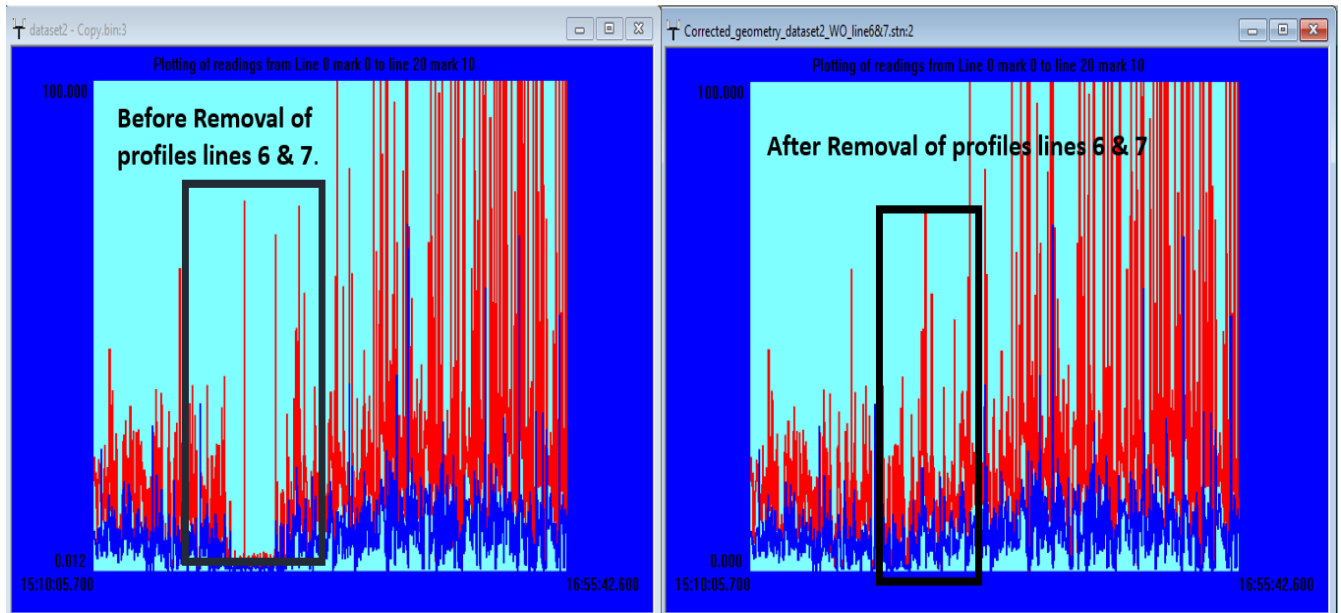 dataset2 - Copy.bin:3
Plotting of readings from Line 0 mark 0 to line 20 mark 10
100.000
Before Removal of
profiles lines 6 & 7.
0.012
15:10:05.700
16:55:42.600
Corrected_geometry_dataset2_WO_line6&7.stn:2
Plotting of readings from Line 0 mark 0 to line 20 mark 10
100.000
After Removal of profiles lines 6 & 7
0.000
15:10:05.700
16:55:42.600